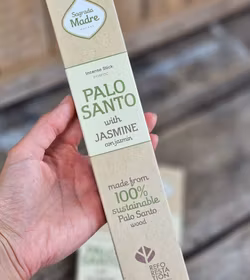 Sagrada
Madre
Incense Stick
PALO
SANTO
with
JASMINE
con jasmín
made from
100%
sustainable
Palo Santo
wood
REFO
RESTA
TION